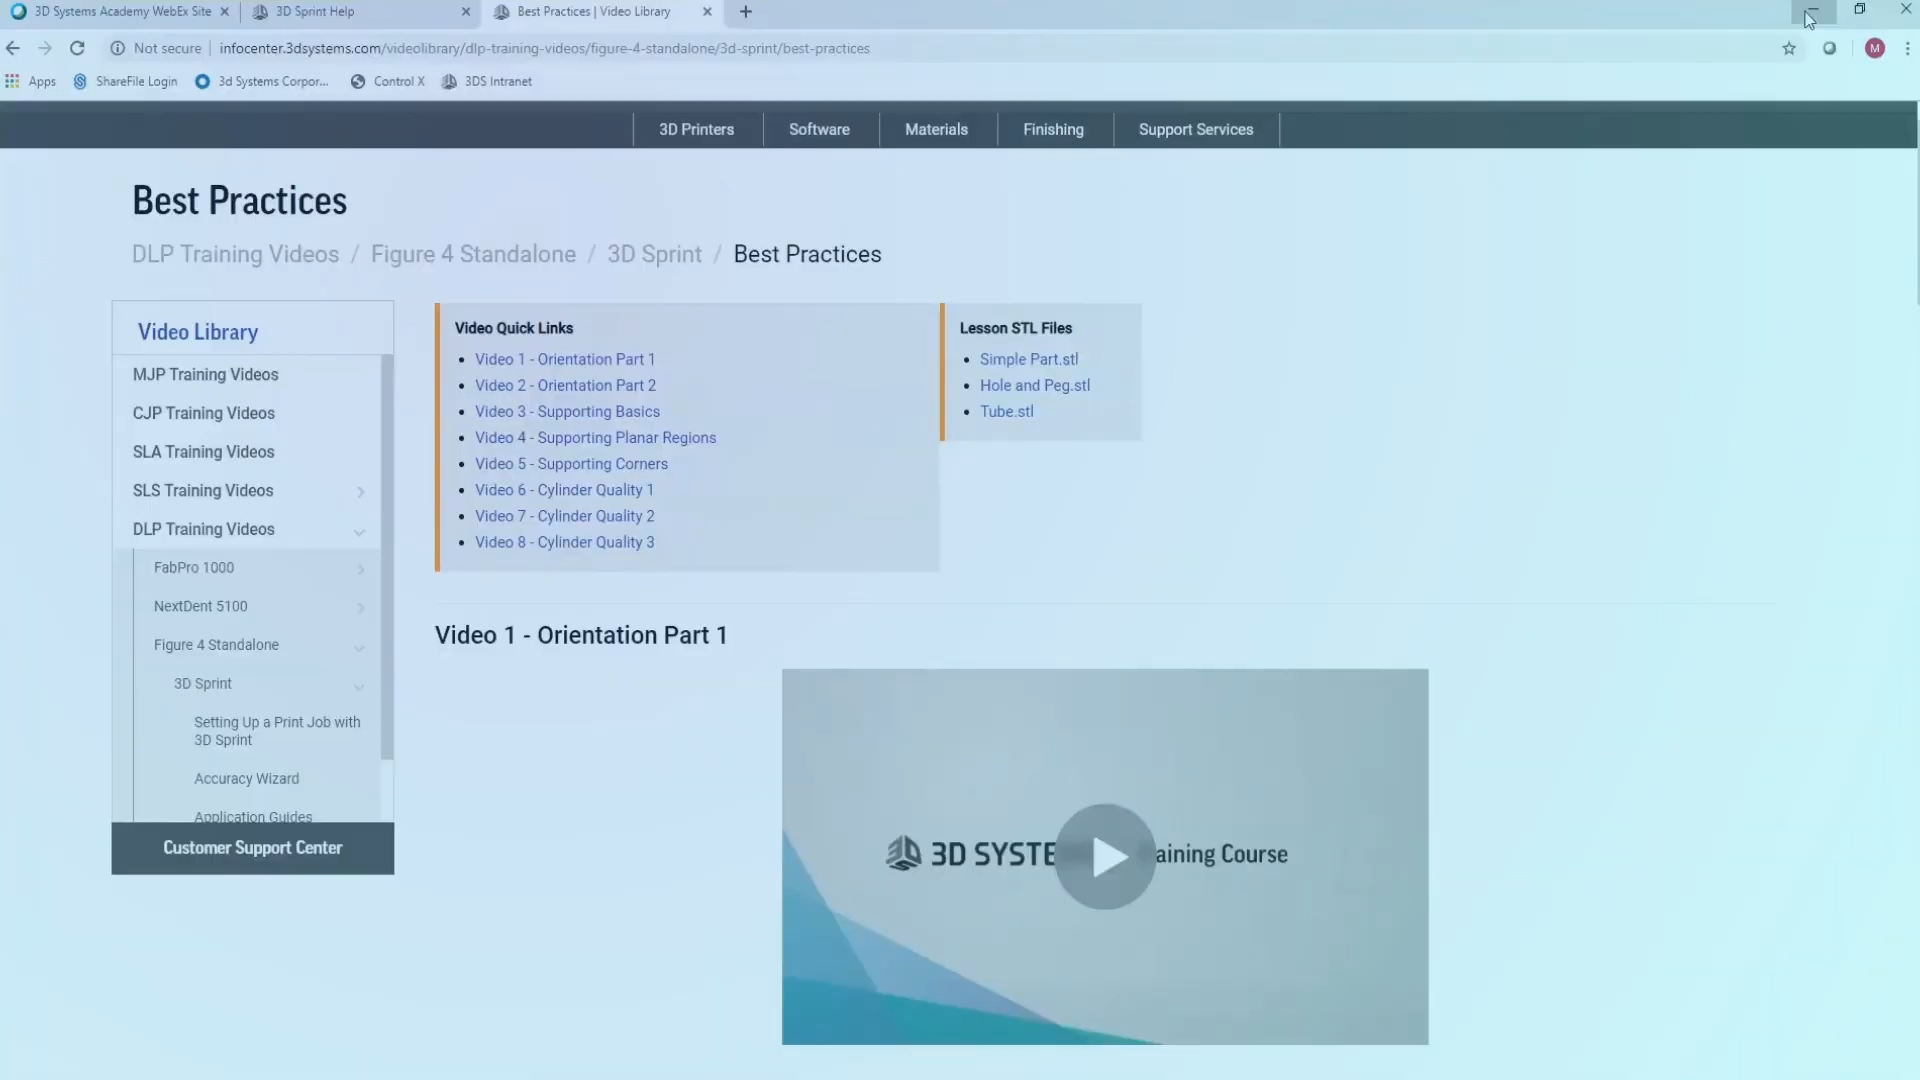 3D Systems Academy WebEx Site
3D Sprint Help
Best Practices | Video Library
Not secure
infocenter.3dsystems.com/videolibrary/dlp-training-videos/figure-4-standalone/3d-sprint/best-practices
M
Apps
ShareFile Login
3d Systems Corpor...
Control X
3DS Intranet
3D Printers
Software
Materials
Finishing
Support Services
Best Practices
DLP Training Videos / Figure 4 Standalone / 3D Sprint / Best Practices
Video Library
MJP Training Videos
CJP Training Videos
SLA Training Videos
SLS Training Videos
DLP Training Videos
FabPro 1000
NextDent 5100
Figure 4 Standalone
3D Sprint
Setting Up a Print Job with
3D Sprint
Accuracy Wizard
Application Guides
Customer Support Center
Video Quick Links
Video 1 - Orientation Part 1
Video 2 - Orientation Part 2
Video 3 - Supporting Basics
Video 4 - Supporting Planar Regions
Video 5 - Supporting Corners
Video 6 - Cylinder Quality 1
Video 7 - Cylinder Quality 2
Video 8 - Cylinder Quality 3
Lesson STL Files
Simple Part.stl
Hole and Peg.stl
Tube.stl
Video 1 - Orientation Part 1
3D SYSTE aining Course